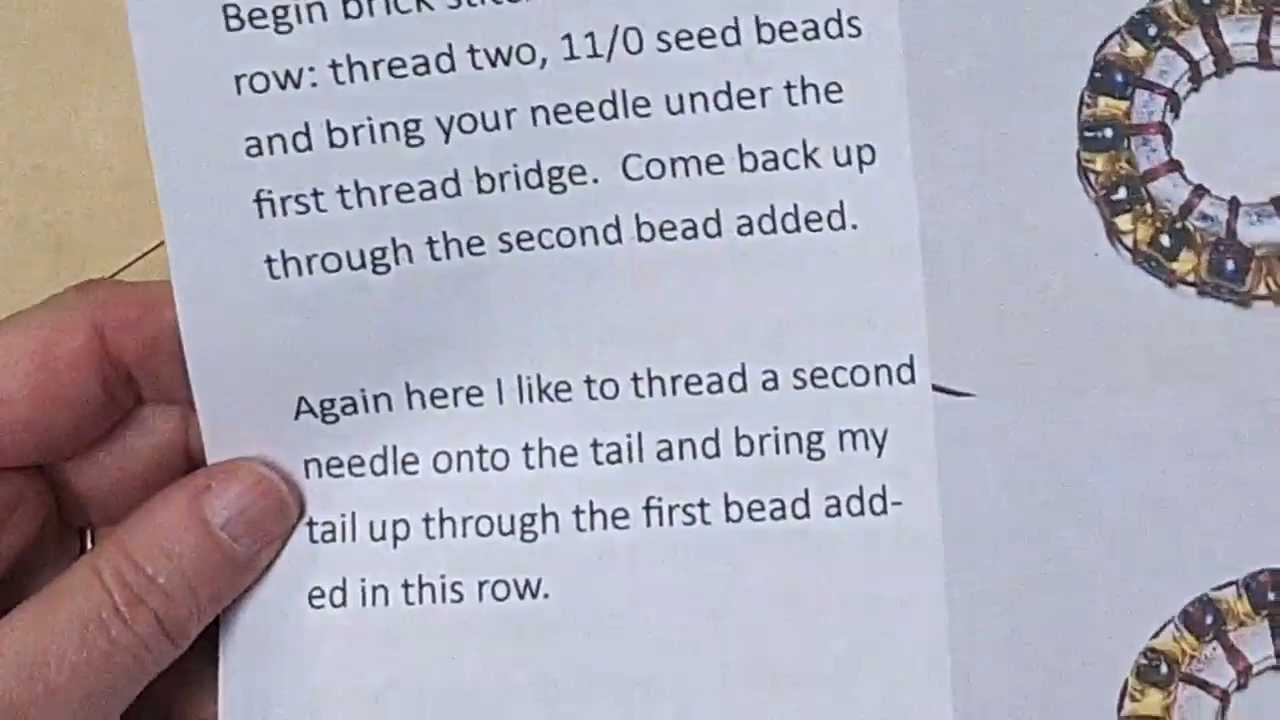 Begin brick
row: thread two, 11/0 seed beads
and bring your needle under the
first thread bridge.  Come back up
through the second bead added.
Again here I like to thread a second
needle onto the tail and bring my
tail up through the first bead add-
ed in this row.